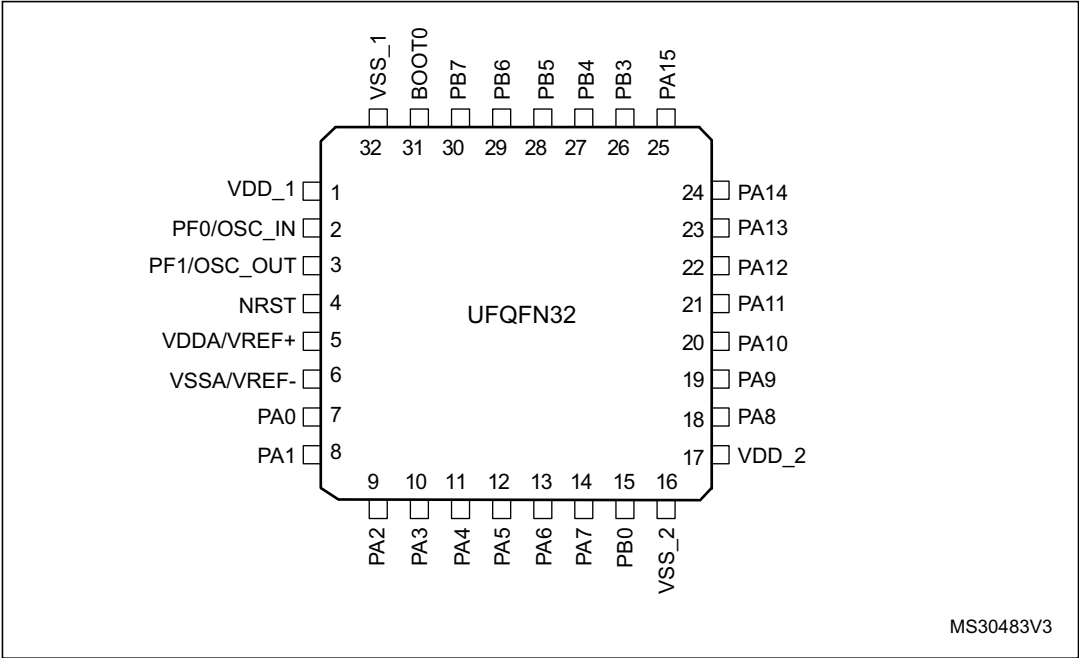 VSS_1
BOOT0
PB7
PB6
PB5
PB4
PB3
PA15
32 31 30 29 28 27 26 25
VDD_1 1 24 PA14
PF0/OSC_IN 2 23 PA13
PF1/OSC_OUT 3 22 PA12
NRST 4 21 PA11
UFQFN32
VDDA/VREF+ 5 20 PA10
VSSA/VREF- 6 19 PA9
PA0 7 18 PA8
PA1 8 17 VDD_2
9 10 11 12 13 14 15 16
PA2
PA3
PA4
PA5
PA6
PA7
PB0
VSS_2
MS30483V3